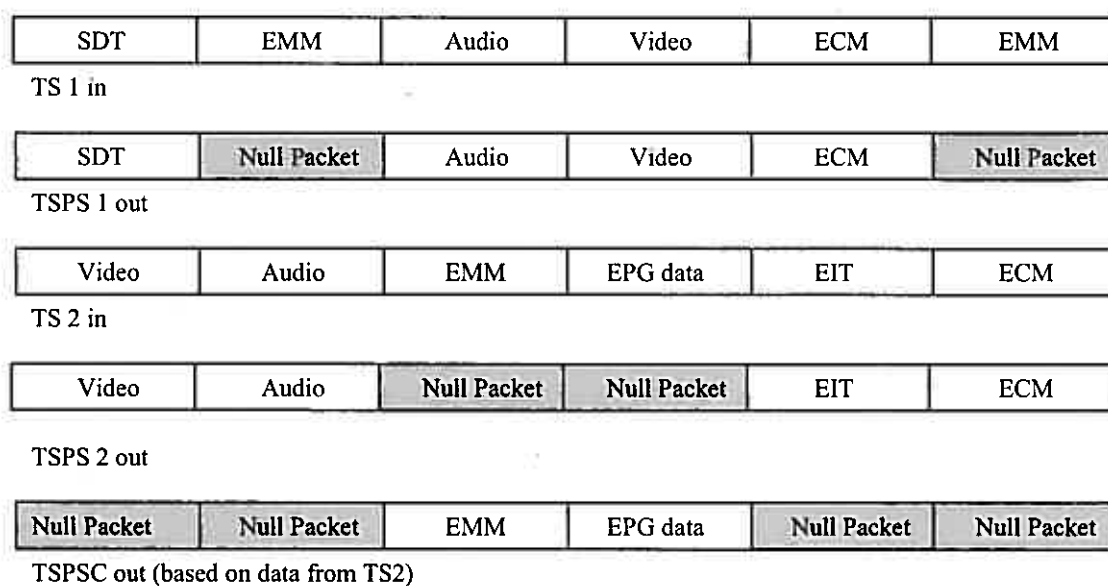 SDT EMM Audio Video ECM EMM
TS 1 in
SDT Null Packet Audio Video ECM Null Packet
TSPS 1 out
Video Audio EMM EPG data EIT ECM
TS 2 in
Video Audio Null Packet Null Packet EIT ECM
TSPS 2 out
Null Packet Null Packet EMM EPG data Null Packet Null Packet
TSPSC out (based on data from TS2)